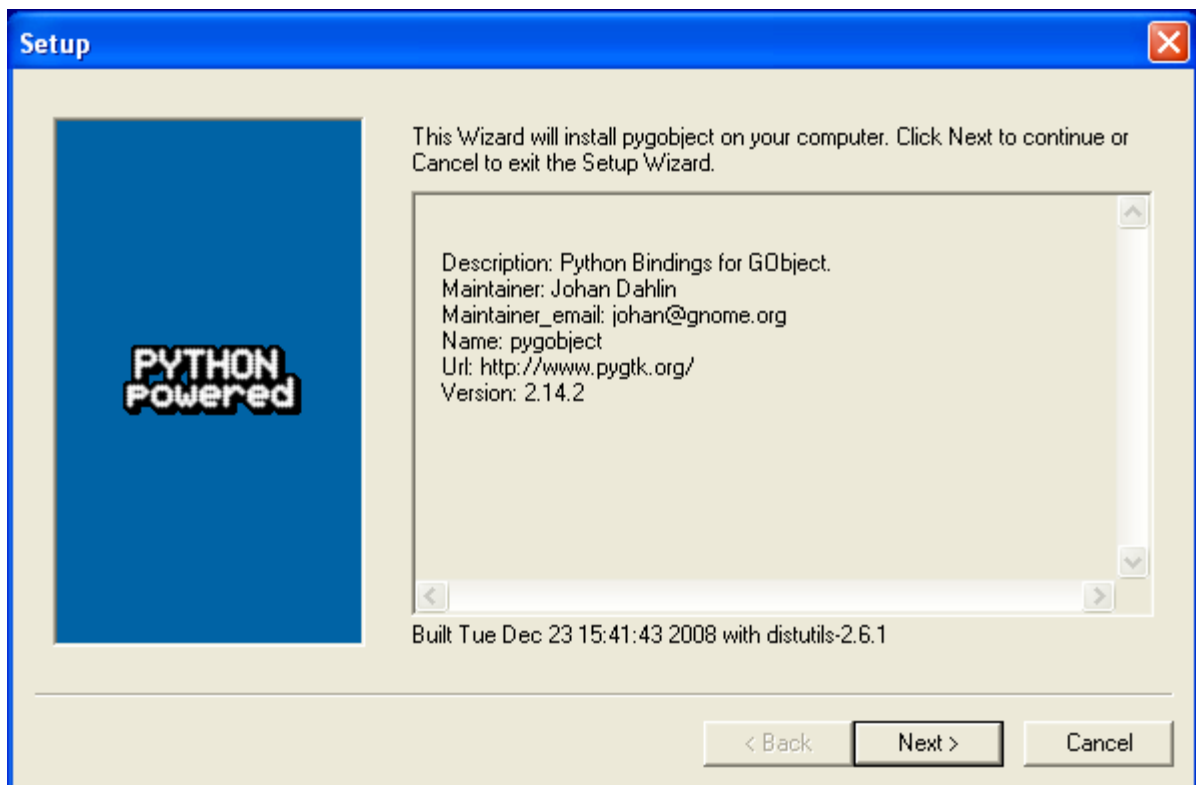 Setup
This Wizard will install pygobject on your computer. Click Next to continue or
Cancel to exit the Setup Wizard.
Description: Python Bindings for GObject.
Maintainer: Johan Dahlin
Maintainer_email: johan@gnome.org
Name: pygobject
Url: http://www.pygtk.org/
Version: 2.14.2
PYTHON
powered
Built Tue Dec 23 15:41:43 2008 with distutils-2.6.1
< Back
Next >
Cancel